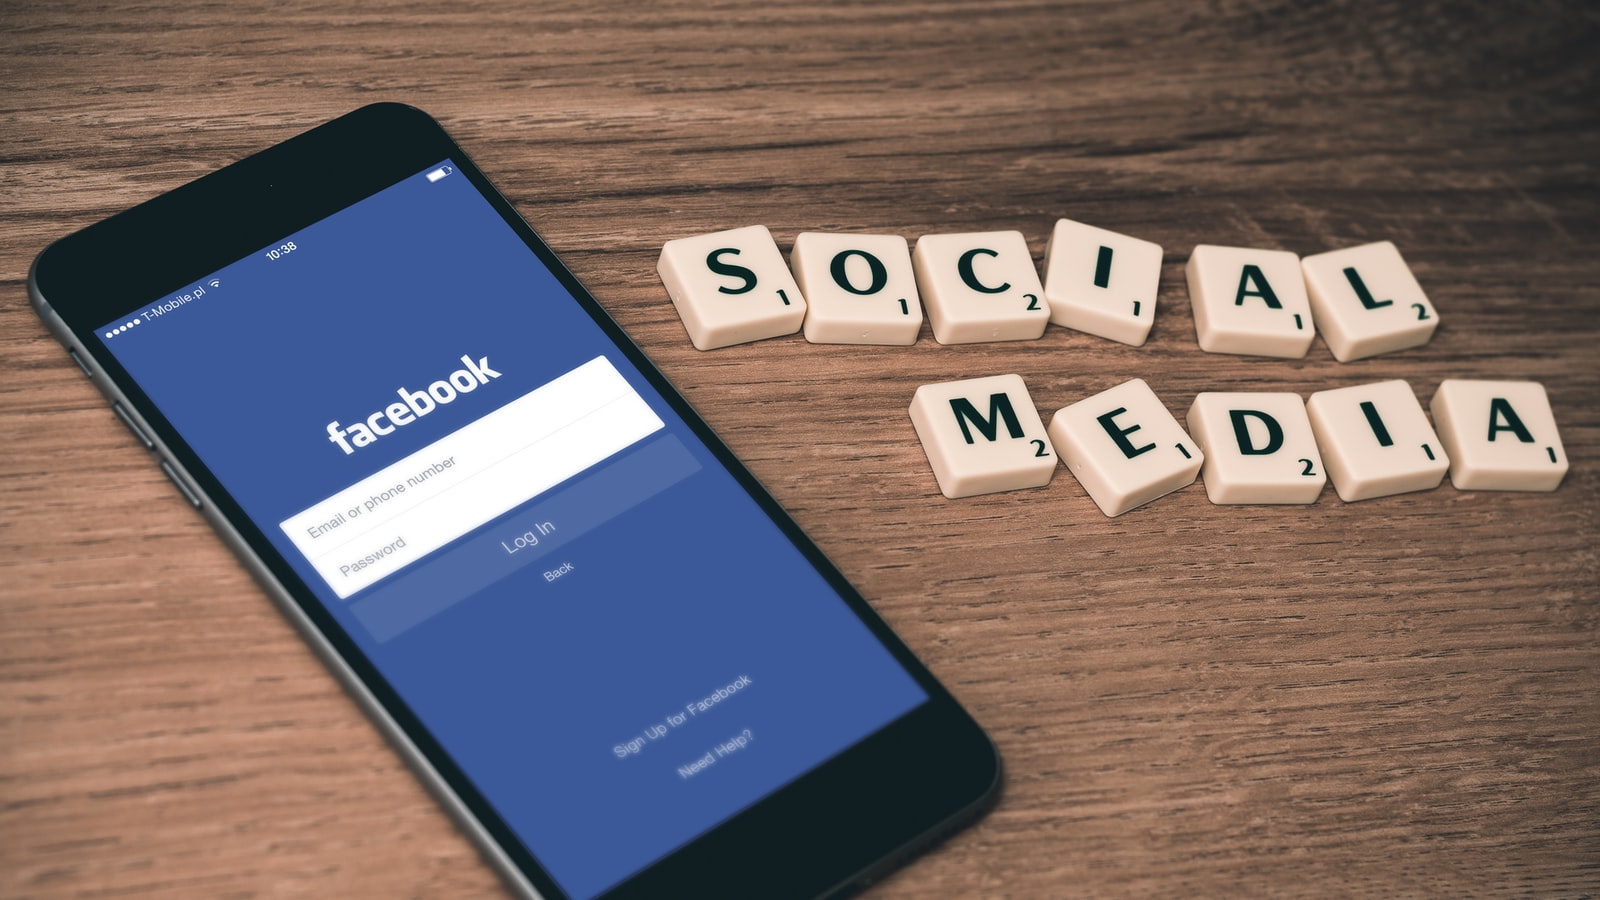 ●●●●● T-Mobile.pl 10:38
facebook
Email or phone number
Password
Log In
Back
Sign Up for Facebook
Need Help?
S1 O1 C2 I1 A1 L2
M2 E1 D2 I1 A1